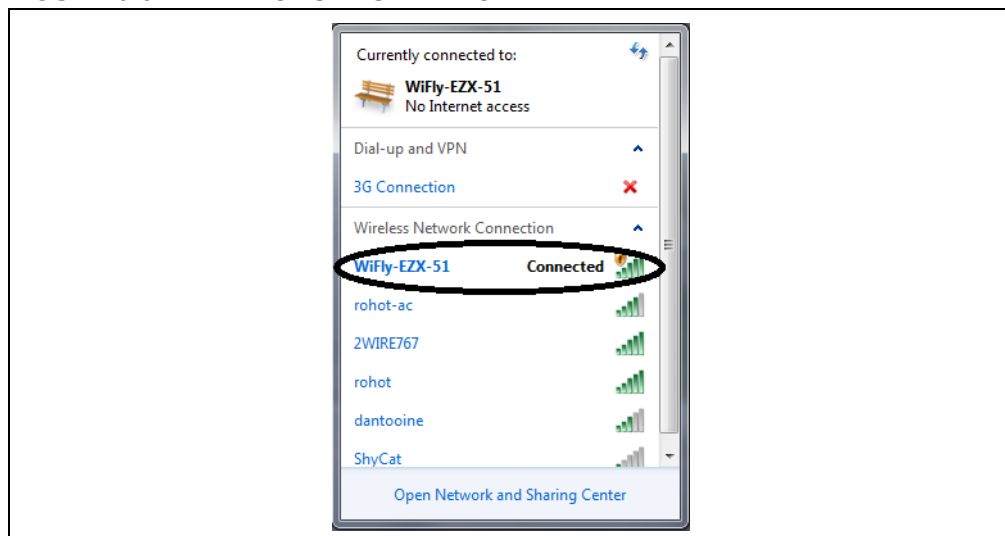 Currently connected to:
WiFly-EZX-51
No Internet access
Dial-up and VPN
3G Connection
Wireless Network Connection
WiFly-EZX-51 Connected
rohot-ac
2WIRE767
rohot
dantooine
ShyCat
Open Network and Sharing Center